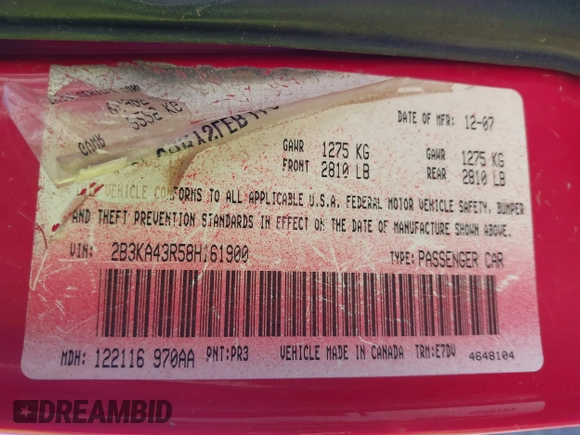 DATE OF MFR: 12-07
GAWR 1275 KG
FRONT 2810 LB
GAWR 1275 KG
REAR 2810 LB
GVWR
VEHICLE CONFORMS TO ALL APPLICABLE U.S.A. FEDERAL MOTOR VEHICLE SAFETY, BUMPER
AND THEFT PREVENTION STANDARDS IN EFFECT ON THE DATE OF MANUFACTURE SHOWN ABOVE.
VIN: 2B3KA43R58H161900 TYPE: PASSENGER CAR
MDH: 122116 970AA PNT: PR3 VEHICLE MADE IN CANADA TRM: E7DV 4648104
DREAMBID